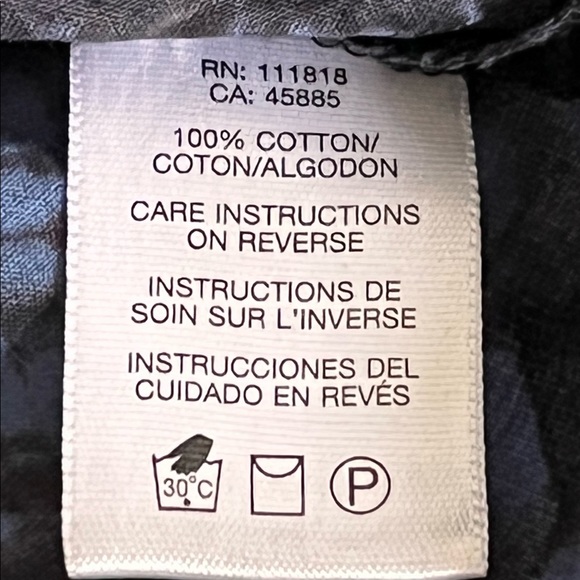 RN: 111818
CA: 45885
100% COTTON/
COTON/ALGODON
CARE INSTRUCTIONS
ON REVERSE
INSTRUCTIONS DE
SOIN SUR L'INVERSE
INSTRUCCIONES DEL
CUIDADO EN REVÉS
30°C P